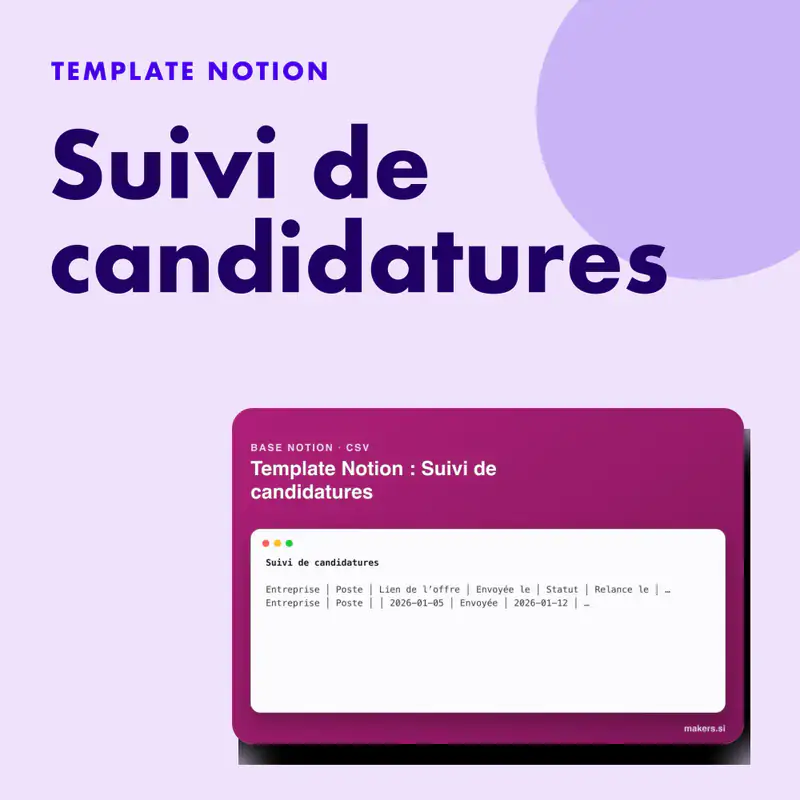 TEMPLATE NOTION
Suivi de
candidatures
BASE NOTION · CSV
Template Notion : Suivi de
candidatures
Suivi de candidatures
Entreprise | Poste | Lien de l’offre | Envoyée le | Statut | Relance le | …
Entreprise | Poste | | 2026-01-05 | Envoyée | 2026-01-12 | …
makers.si